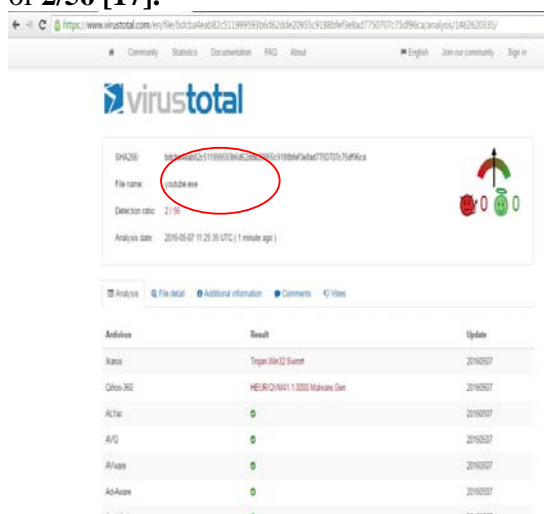 of 2/56 [17].
https://www.virustotal.com/en/file/
Community Statistics Documentation FAQ About English Join our community Sign in
virustotal
SHA256:
File name: youtube.exe
Detection ratio: 2 / 56
Analysis date: 2016-05-07 11:25:35 UTC ( 1 minute ago )
0 0
Analysis File detail Additional information Comments Votes
Antivirus Result Update
Ikarus Trojan.Win32.Swrort 20160507
Qihoo-360 HEUR/QVM41.1.0000.Malware.Gen 20160507
ALYac 20160507
AVG 20160507
AVware 20160507
Ad-Aware 20160507